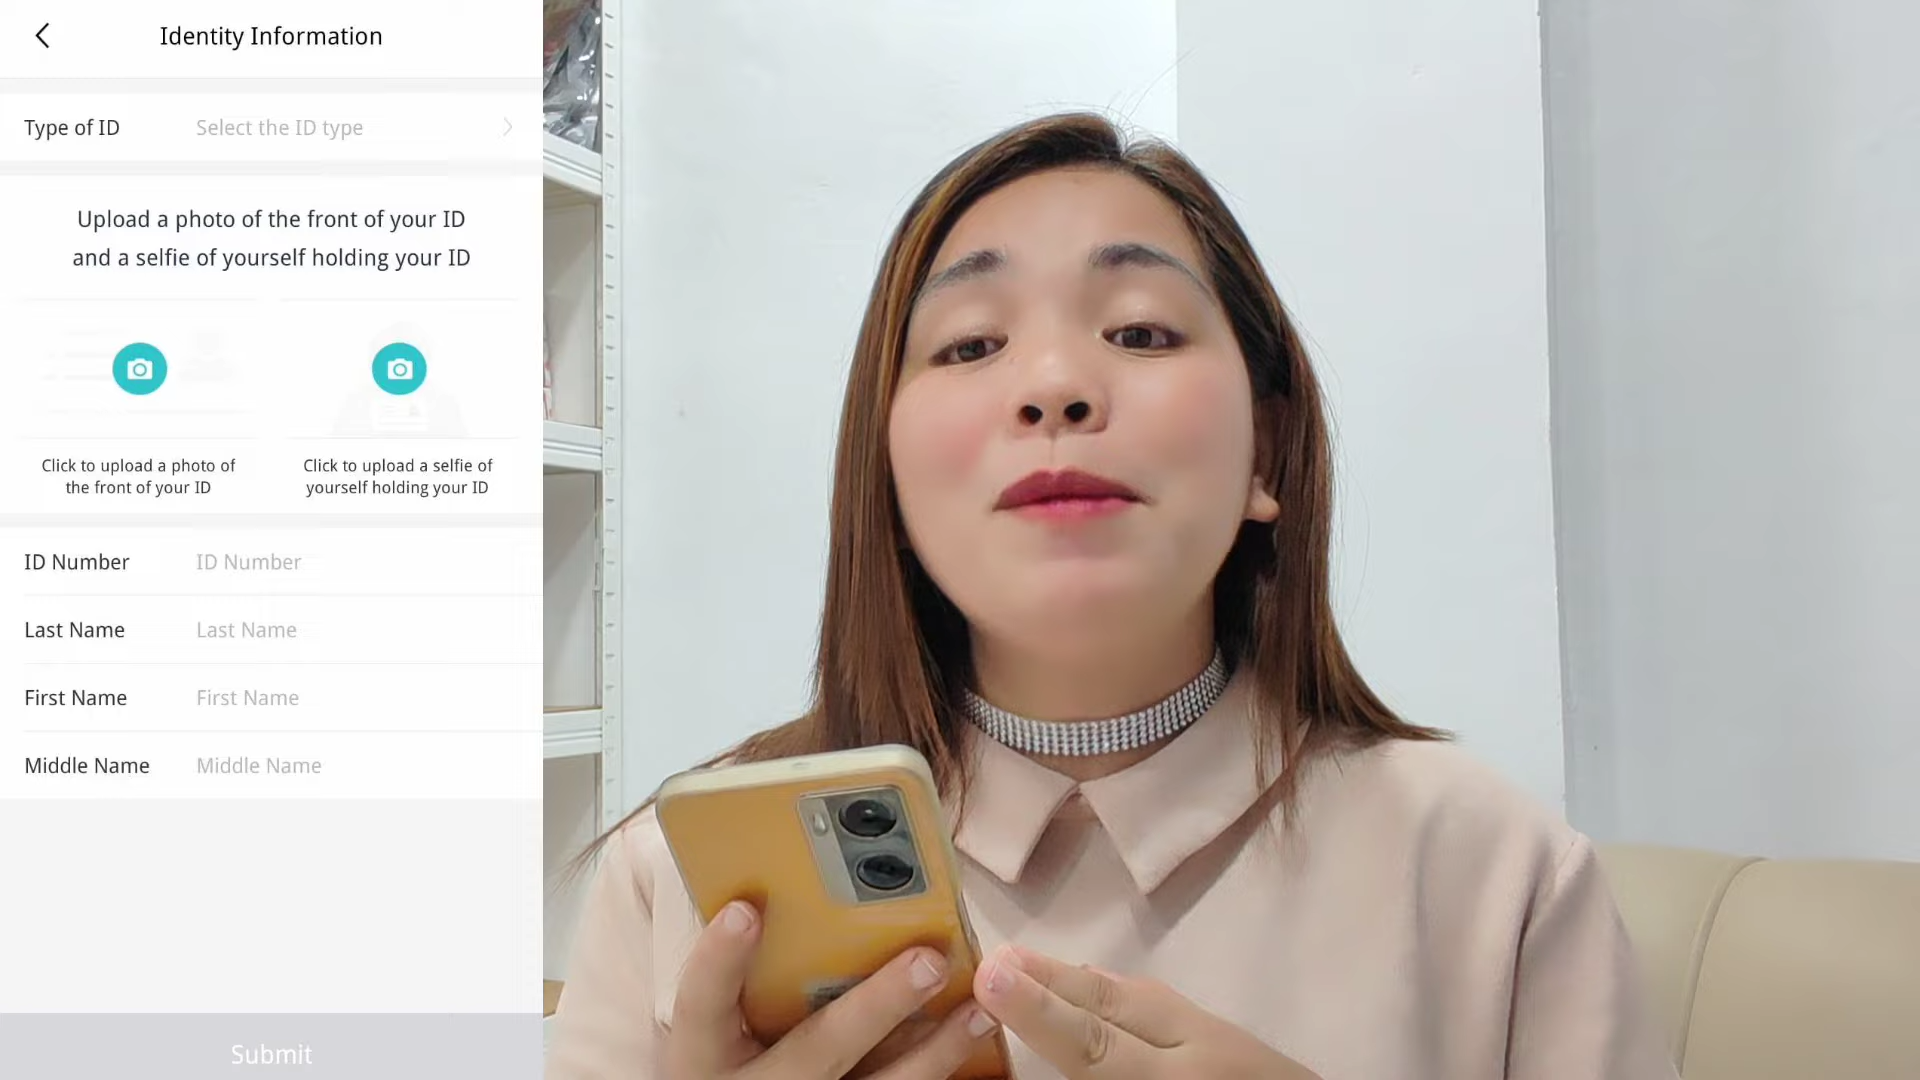 Identity Information
Type of ID Select the ID type
Upload a photo of the front of your ID
and a selfie of yourself holding your ID
Click to upload a photo of
the front of your ID
Click to upload a selfie of
yourself holding your ID
ID Number ID Number
Last Name Last Name
First Name First Name
Middle Name Middle Name
Submit